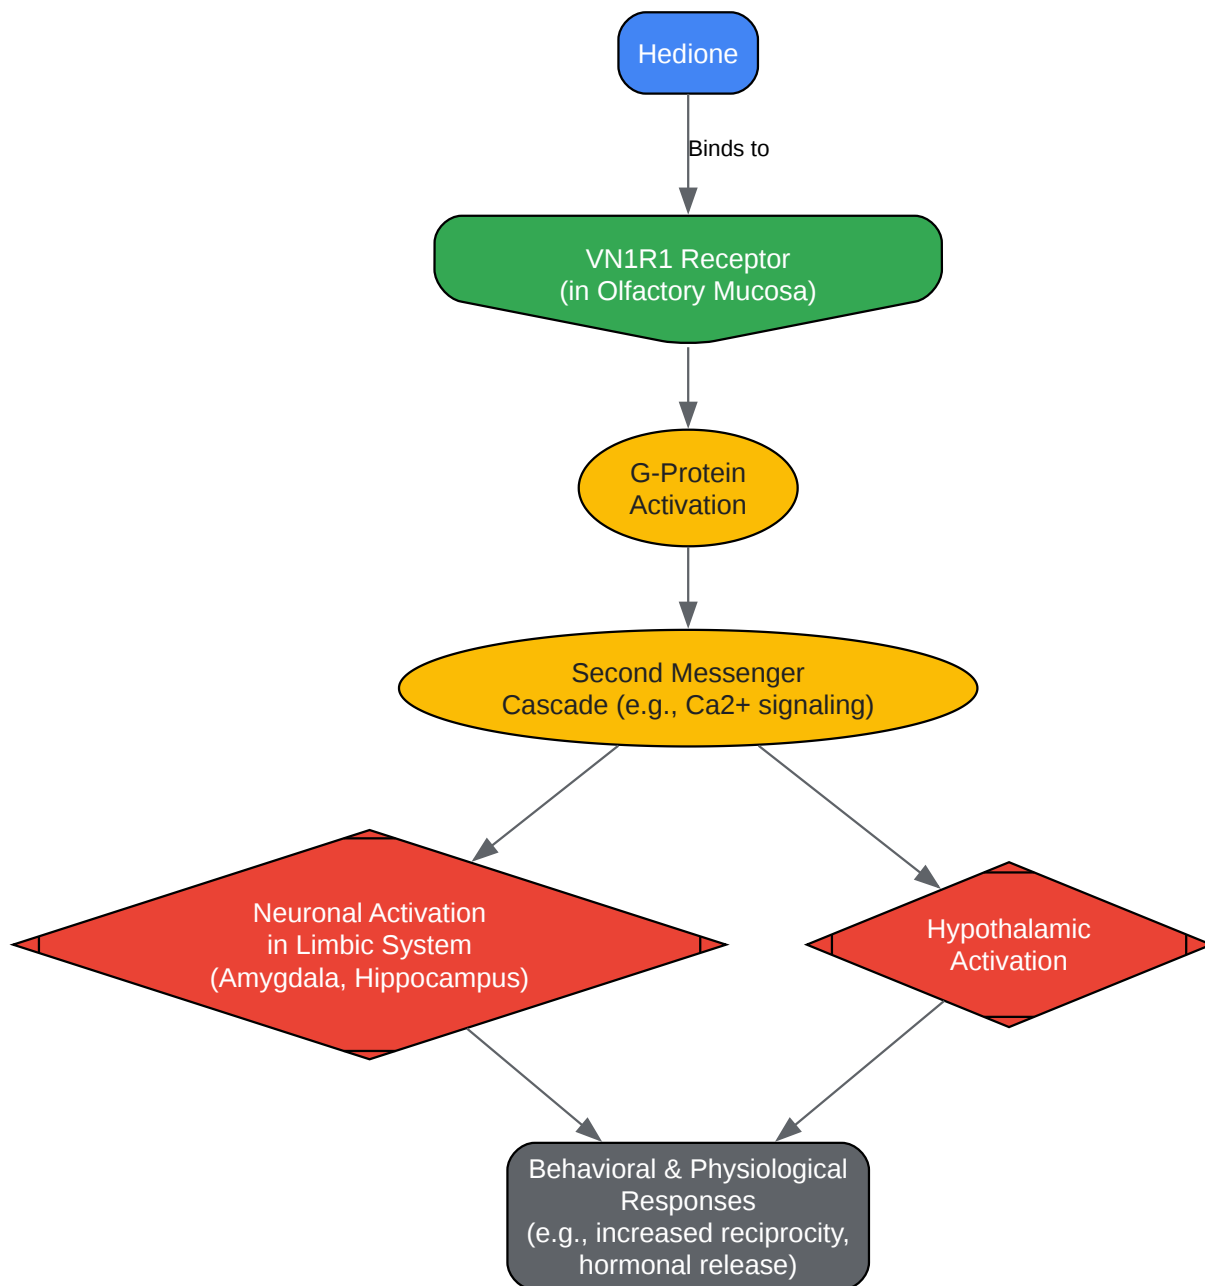 Hedione
Binds to
VN1R1 Receptor
(in Olfactory Mucosa)
G-Protein
Activation
Second Messenger
Cascade (e.g., Ca2+ signaling)
Neuronal Activation
in Limbic System
(Amygdala, Hippocampus)
Hypothalamic
Activation
Behavioral & Physiological
Responses
(e.g., increased reciprocity,
hormonal release)